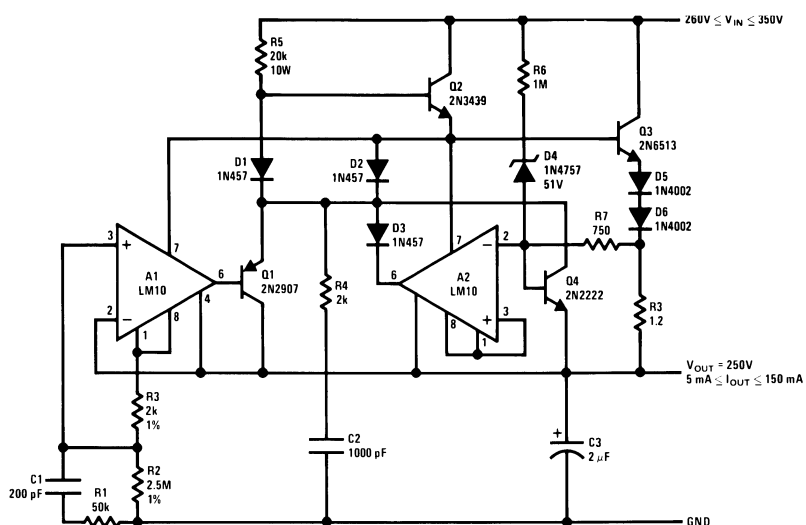 260V ≤ VIN ≤ 350V
R5
20k
10W
Q2
2N3439
R6
1M
Q3
2N6513
D1
1N457
D2
1N457
D4
1N4757
51V
D5
1N4002
D6
1N4002
R7
750
3
+
7
A1
LM10
6
2
−
4
8
1
Q1
2N2907
R4
2k
D3
1N457
7
−
2
A2
LM10
6
3
+
8
1
Q4
2N2222
R3
1.2
VOUT = 250V
5 mA ≤ IOUT ≤ 150 mA
R3
2k
1%
C1
200 pF
R2
2.5M
1%
R1
50k
C2
1000 pF
+
C3
2 μF
GND